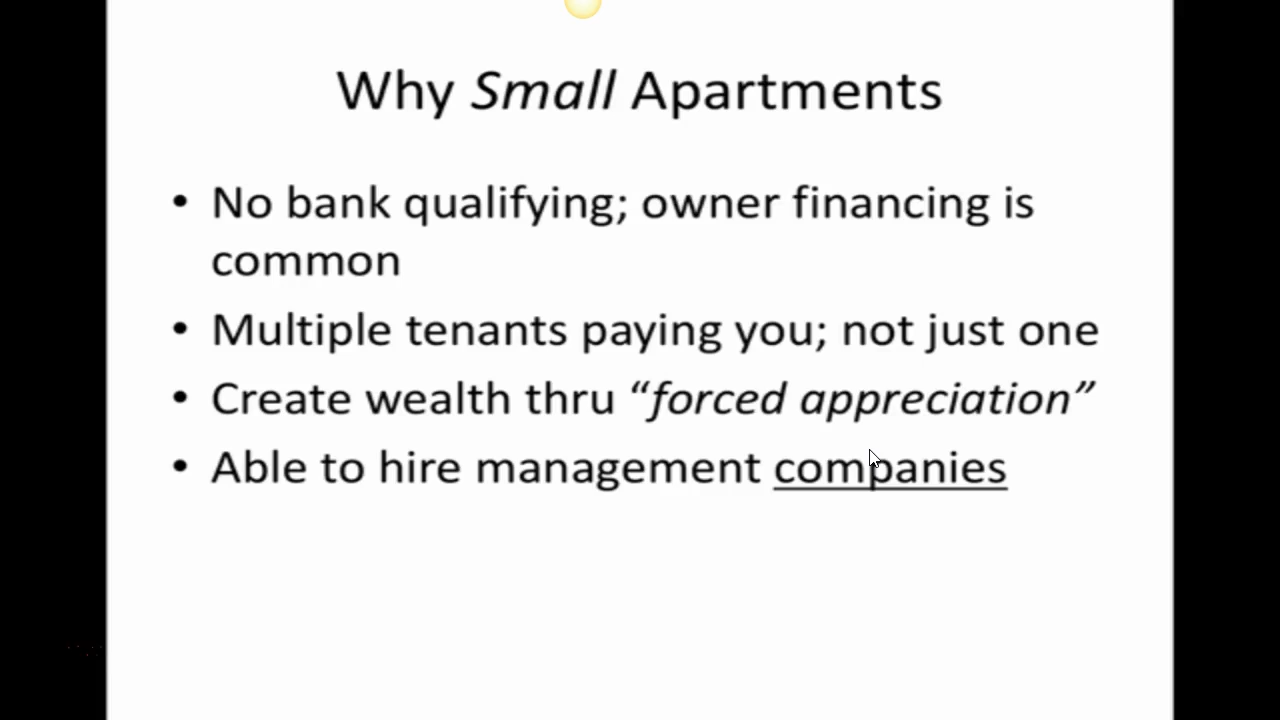 Why Small Apartments
• No bank qualifying; owner financing is
common
• Multiple tenants paying you; not just one
• Create wealth thru “forced appreciation”
• Able to hire management companies